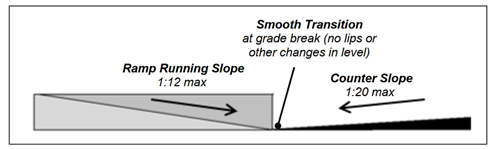 Smooth Transition
at grade break (no lips or
other changes in level)
Ramp Running Slope
1:12 max
Counter Slope
1:20 max